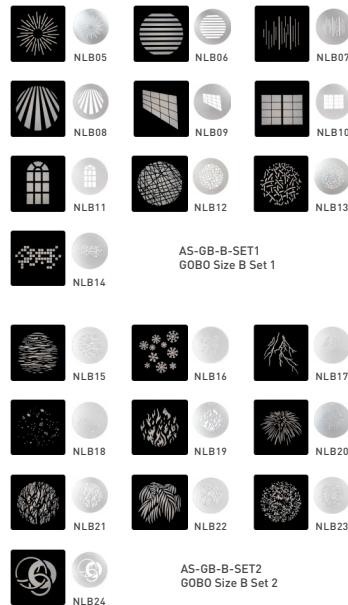 NLB05
NLB06
NLB07
NLB08
NLB09
NLB10
NLB11
NLB12
NLB13
NLB14
AS-GB-B-SET1
GOBO Size B Set 1
NLB15
NLB16
NLB17
NLB18
NLB19
NLB20
NLB21
NLB22
NLB23
NLB24
AS-GB-B-SET2
GOBO Size B Set 2